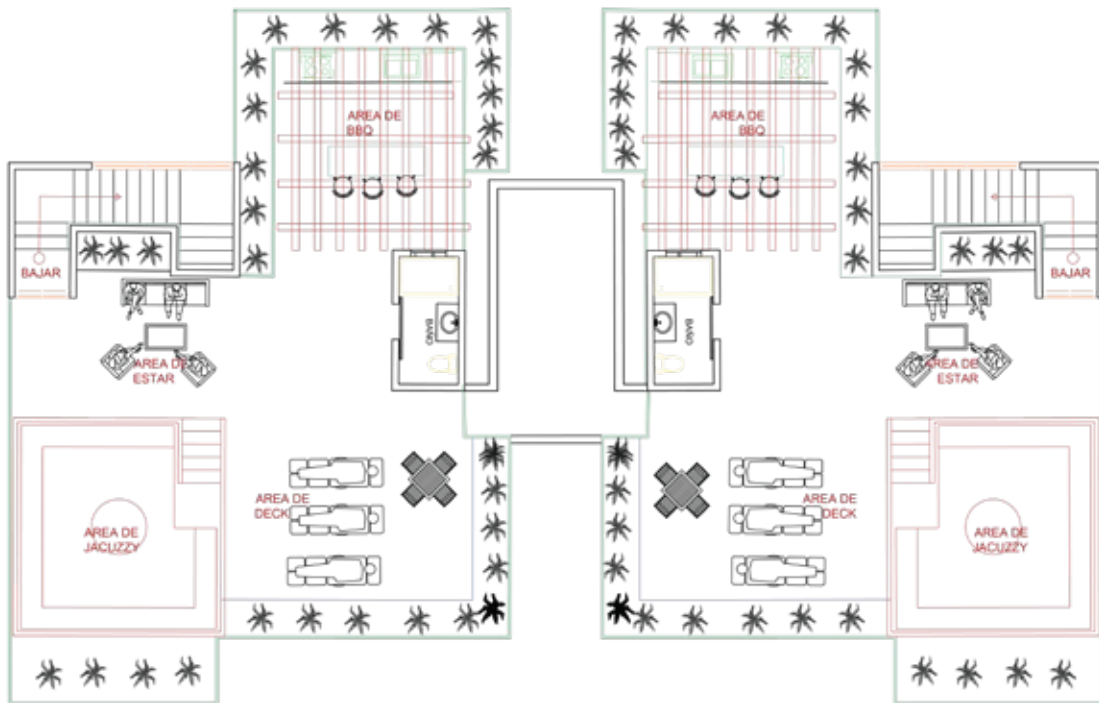 AREA DE
BBQ
AREA DE
BBQ
BAJAR
BAJAR
BAÑO
BAÑO
AREA DE
ESTAR
AREA DE
ESTAR
AREA DE
DECK
AREA DE
DECK
AREA DE
JACUZZY
AREA DE
JACUZZY